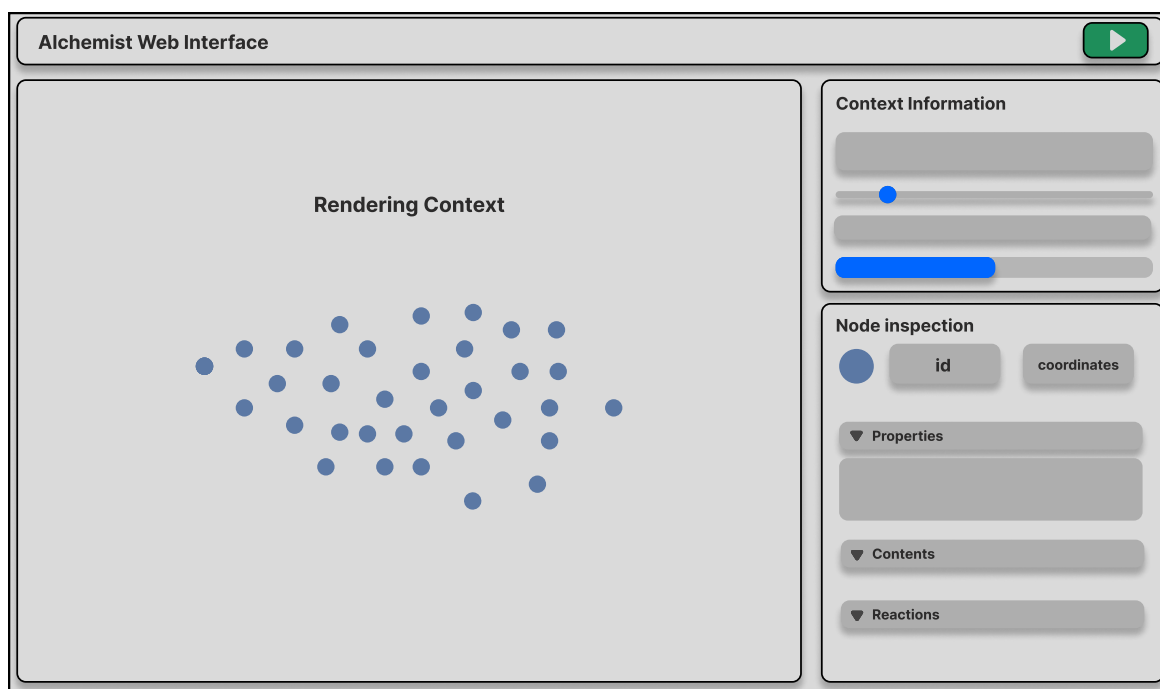 Alchemist Web Interface
Rendering Context
Context Information
Node inspection
id
coordinates
Properties
Contents
Reactions